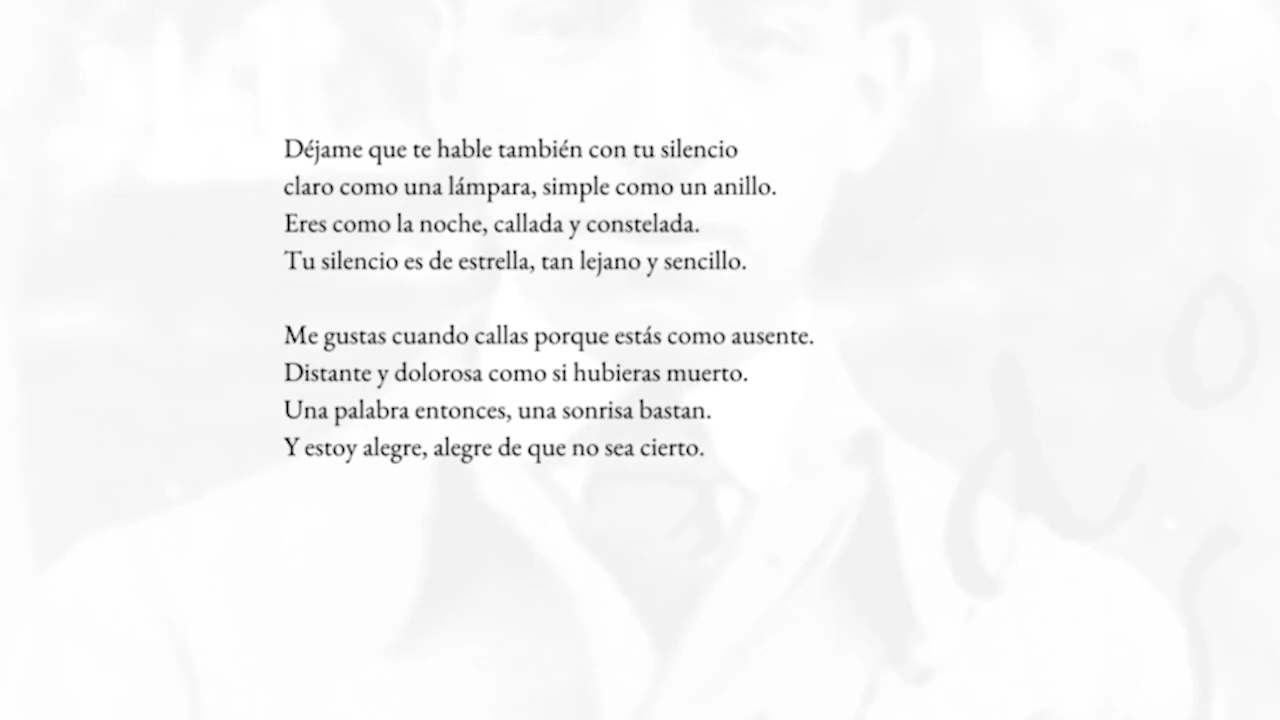 Déjame que te hable también con tu silencio
claro como una lámpara, simple como un anillo.
Eres como la noche, callada y constelada.
Tu silencio es de estrella, tan lejano y sencillo.
Me gustas cuando callas porque estás como ausente.
Distante y dolorosa como si hubieras muerto.
Una palabra entonces, una sonrisa bastan.
Y estoy alegre, alegre de que no sea cierto.